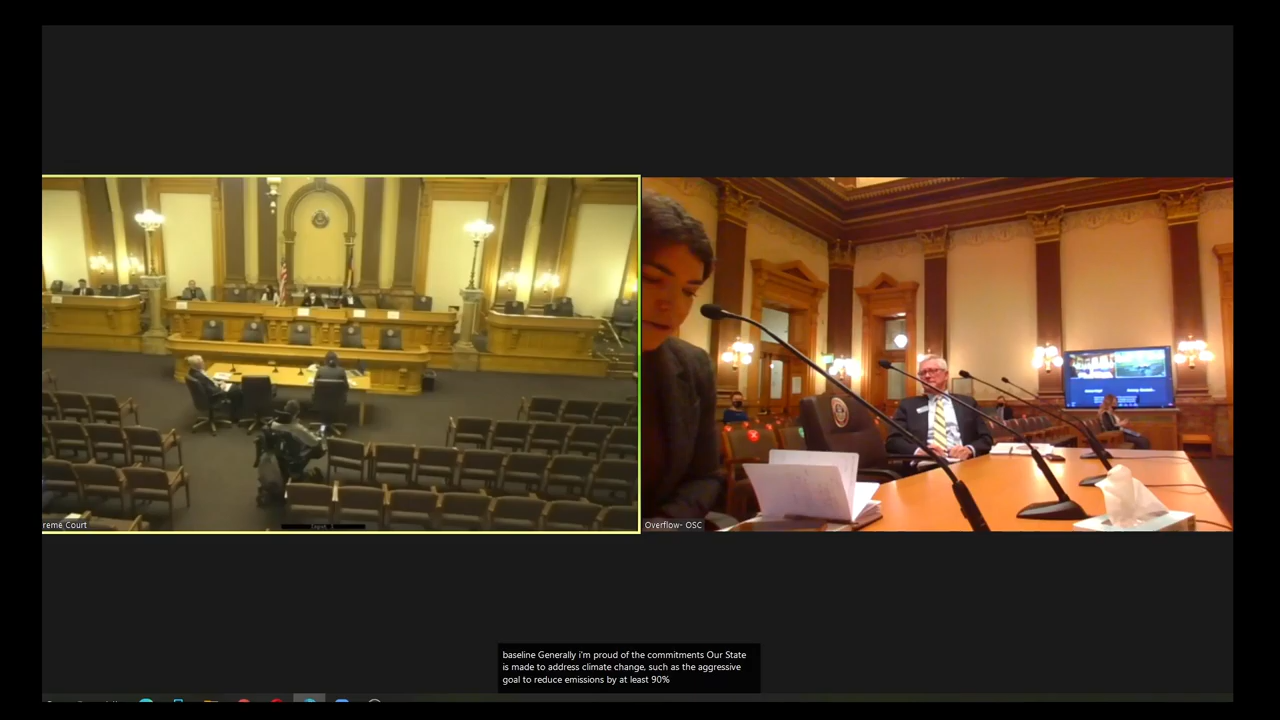 reme Court
Overflow- OSC
baseline Generally i'm proud of the commitments Our State
is made to address climate change, such as the aggressive
goal to reduce emissions by at least 90%